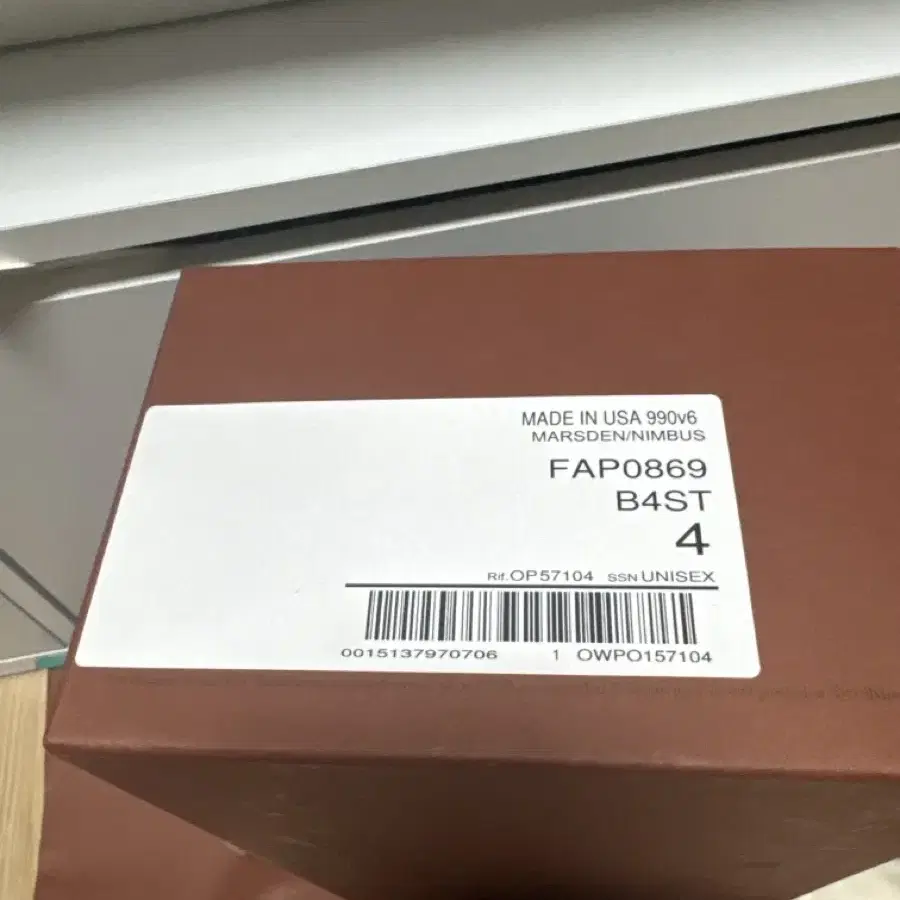 MADE IN USA 990v6
MARSDEN/NIMBUS
FAP0869
B4ST
4
Rif.OP57104 SSN UNISEX
0015137970706 1 OWPO157104